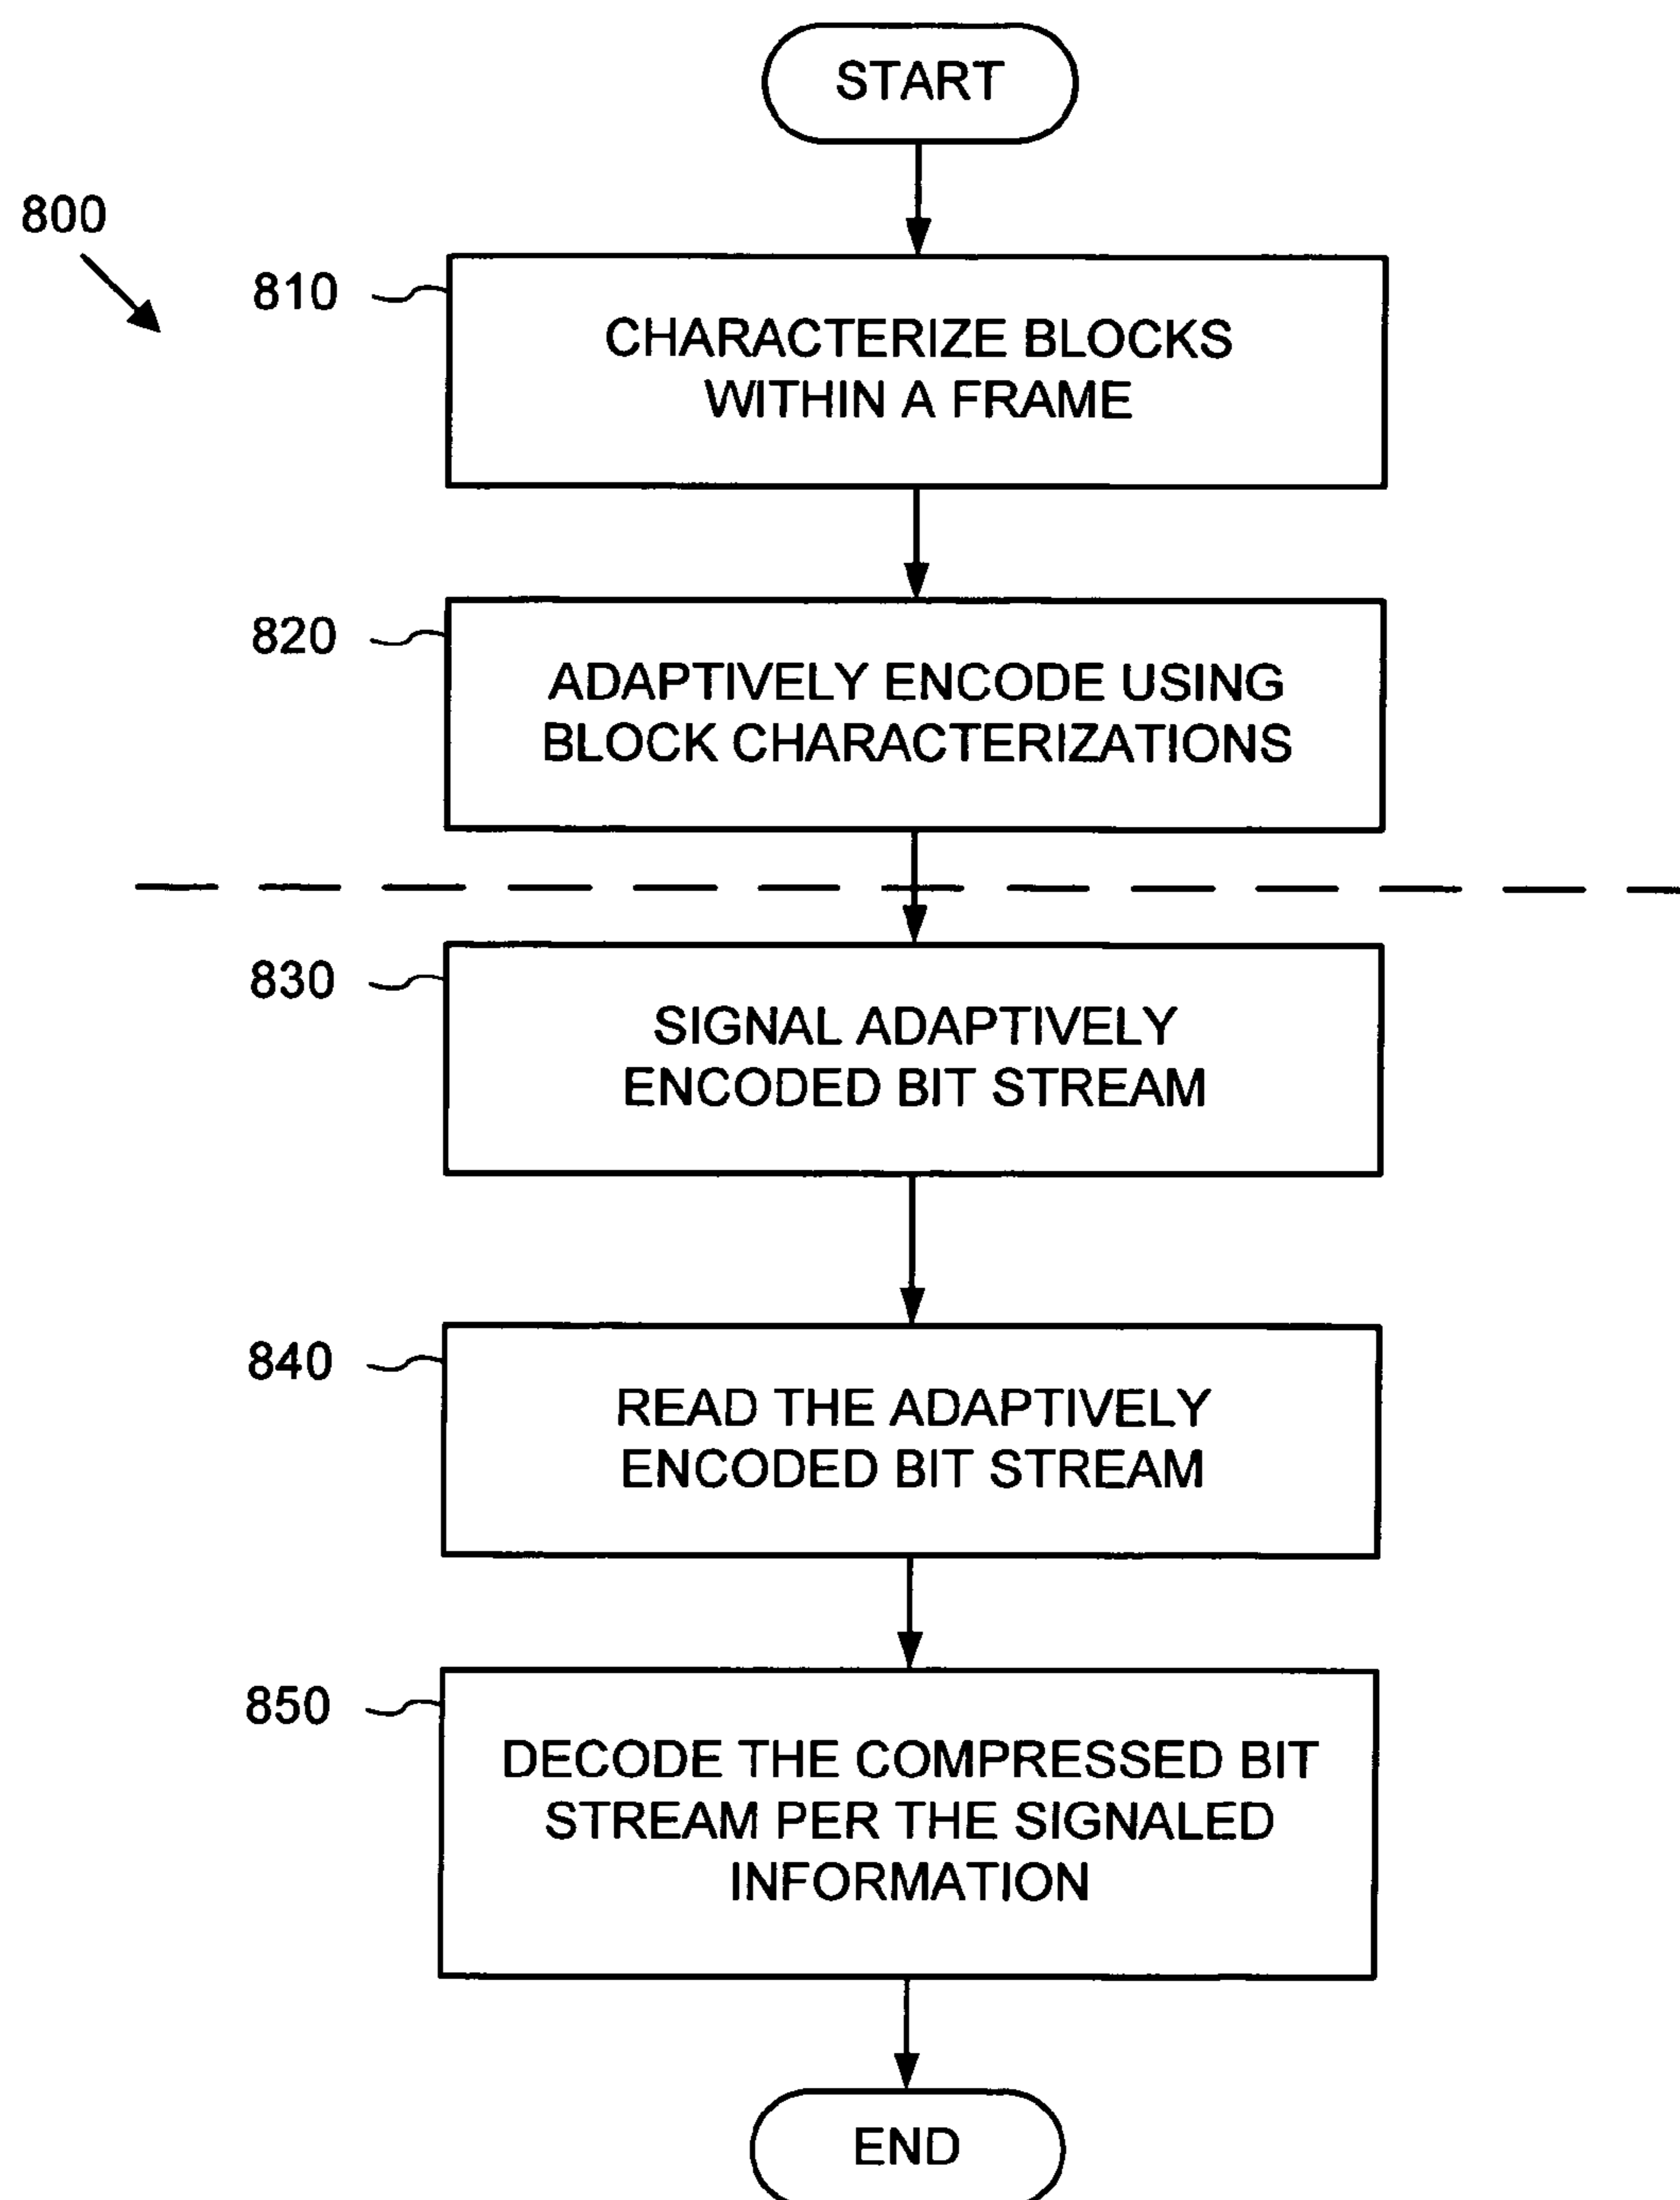 START
800
810
CHARACTERIZE BLOCKS
WITHIN A FRAME
820
ADAPTIVELY ENCODE USING
BLOCK CHARACTERIZATIONS
830
SIGNAL ADAPTIVELY
ENCODED BIT STREAM
840
READ THE ADAPTIVELY
ENCODED BIT STREAM
850
DECODE THE COMPRESSED BIT
STREAM PER THE SIGNALED
INFORMATION
END